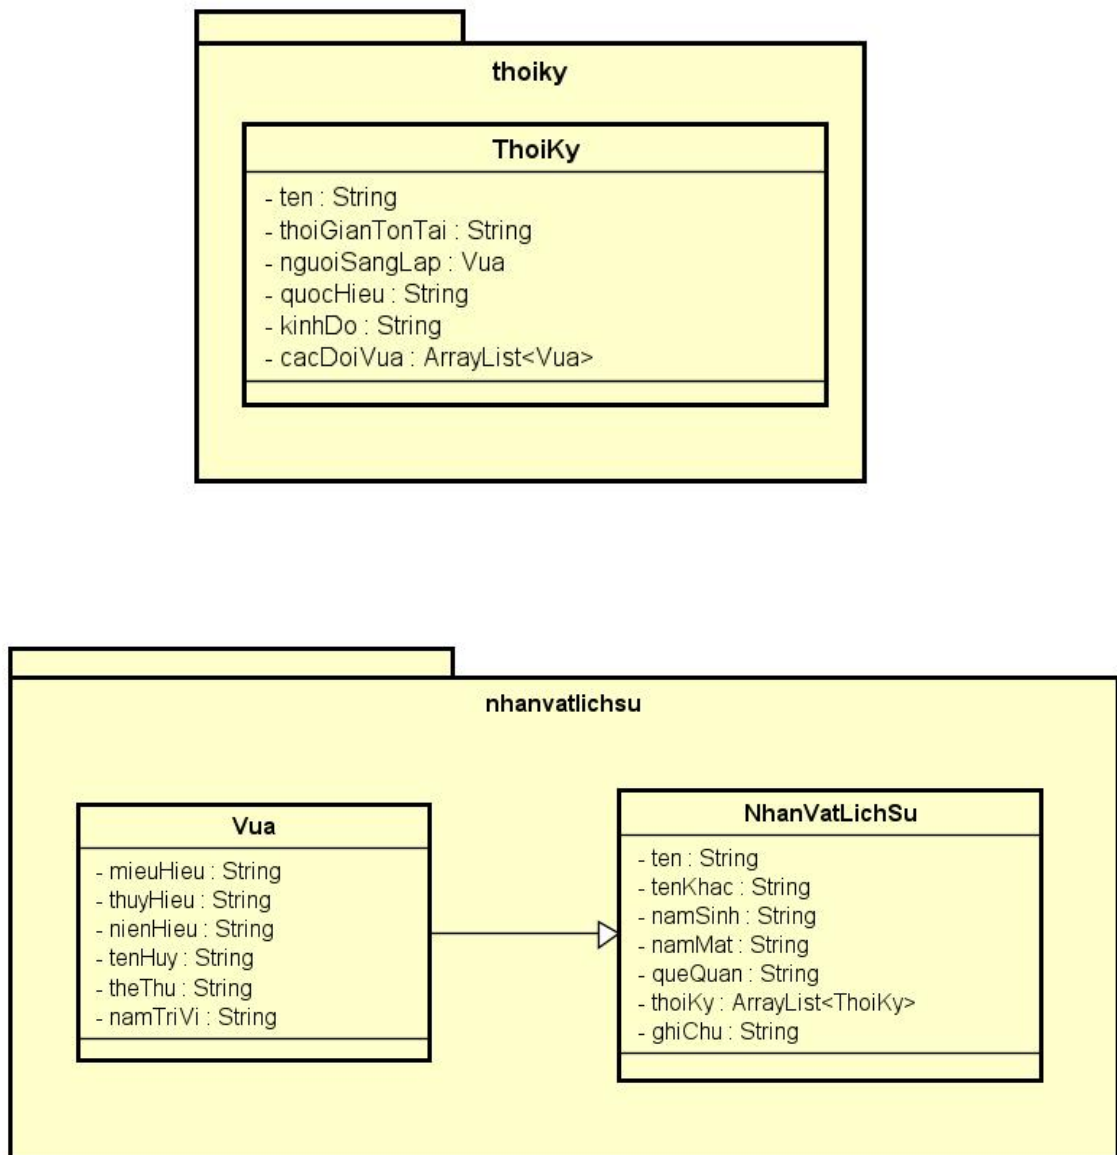 thoiky
ThoiKy
- ten : String
- thoiGianTonTai : String
- nguoiSangLap : Vua
- quocHieu : String
- kinhDo : String
- cacDoiVua : ArrayList<Vua>
nhanvatlichsu
Vua
- mieuHieu : String
- thuyHieu : String
- nienHieu : String
- tenHuy : String
- theThu : String
- namTriVi : String
NhanVatLichSu
- ten : String
- tenKhac : String
- namSinh : String
- namMat : String
- queQuan : String
- thoiKy : ArrayList<ThoiKy>
- ghiChu : String